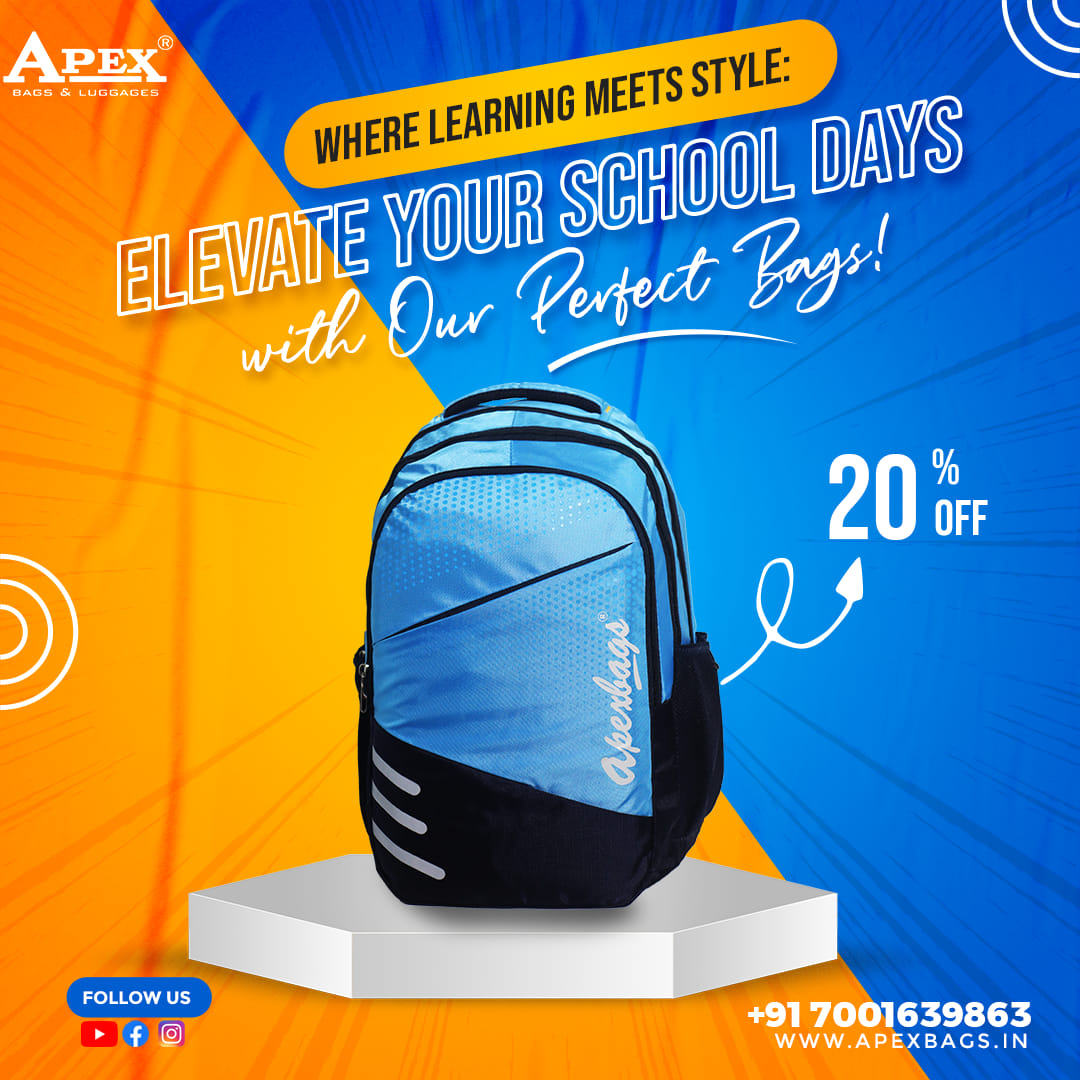 APEX®
BAGS & LUGGAGES
WHERE LEARNING MEETS STYLE:
ELEVATE YOUR SCHOOL DAYS
with Our Perfect Bags!
20 % OFF
apexbags®
FOLLOW US
+91 7001639863
WWW.APEXBAGS.IN